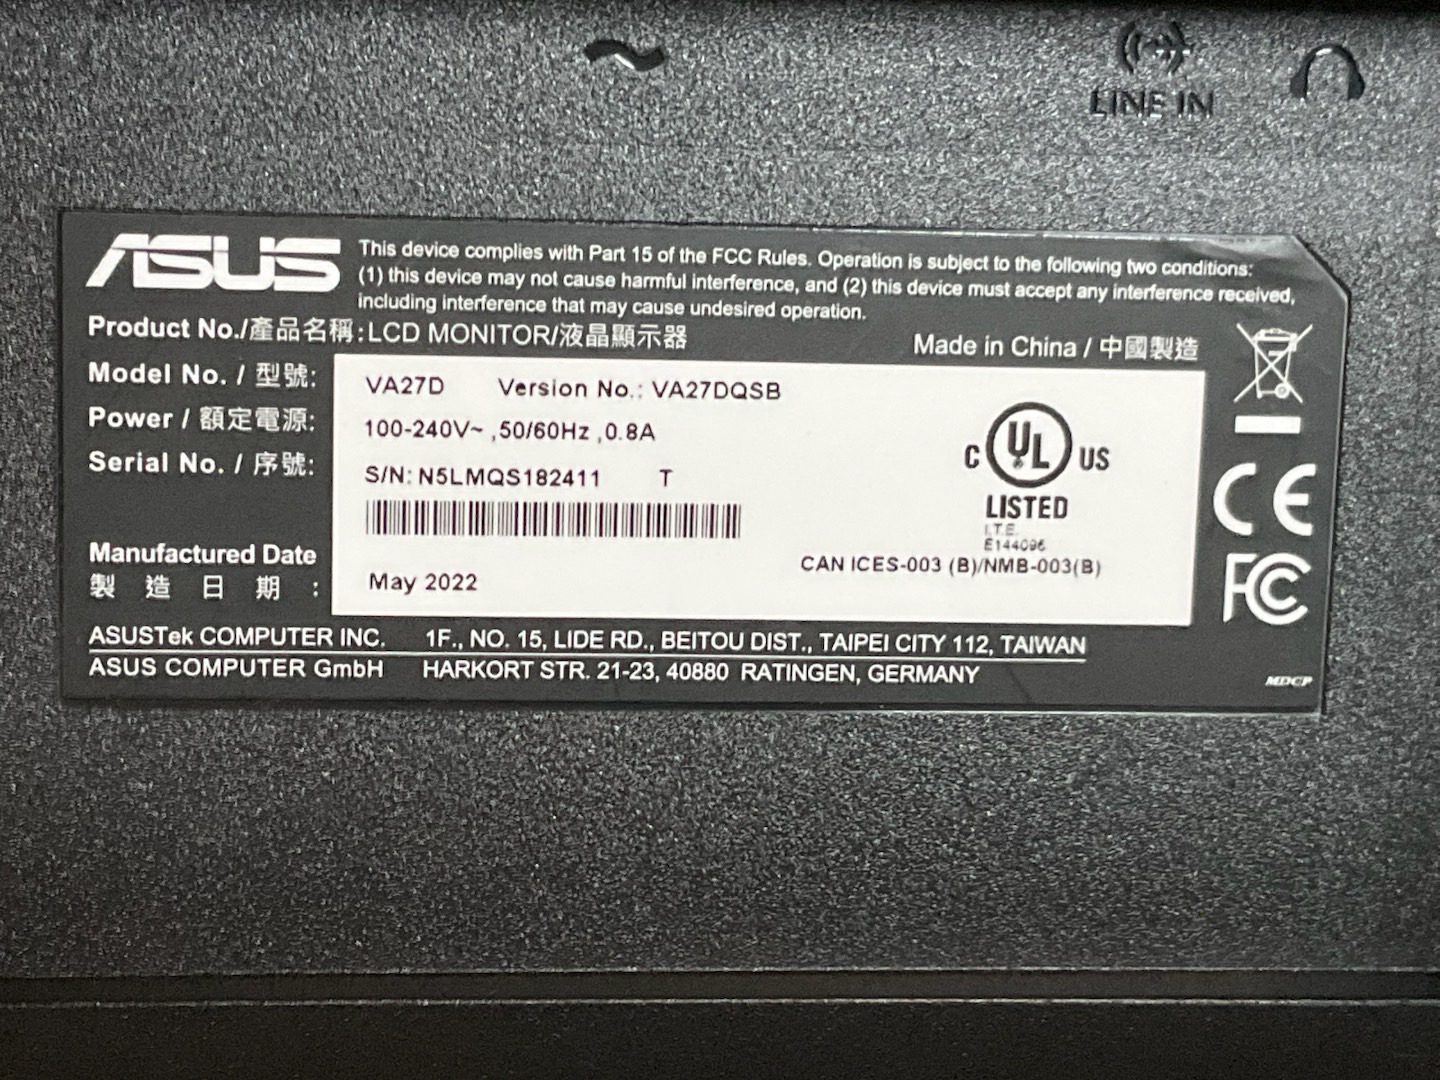 LINE IN
ASUS
This device complies with Part 15 of the FCC Rules. Operation is subject to the following two conditions:
(1) this device may not cause harmful interference, and (2) this device must accept any interference received,
including interference that may cause undesired operation.
Product No./產品名稱:LCD MONITOR/液晶顯示器
Made in China / 中國製造
Model No. / 型號: VA27D Version No.: VA27DQSB
Power / 額定電源: 100-240V~ ,50/60Hz ,0.8A
Serial No. / 序號: S/N: N5LMQS182411 T
C UL US
LISTED
I.T.E.
E144096
CAN ICES-003 (B)/NMB-003(B)
Manufactured Date
製造日期: May 2022
CE
FC
ASUSTek COMPUTER INC. 1F., NO. 15, LIDE RD., BEITOU DIST., TAIPEI CITY 112, TAIWAN
ASUS COMPUTER GmbH HARKORT STR. 21-23, 40880 RATINGEN, GERMANY
MDCP